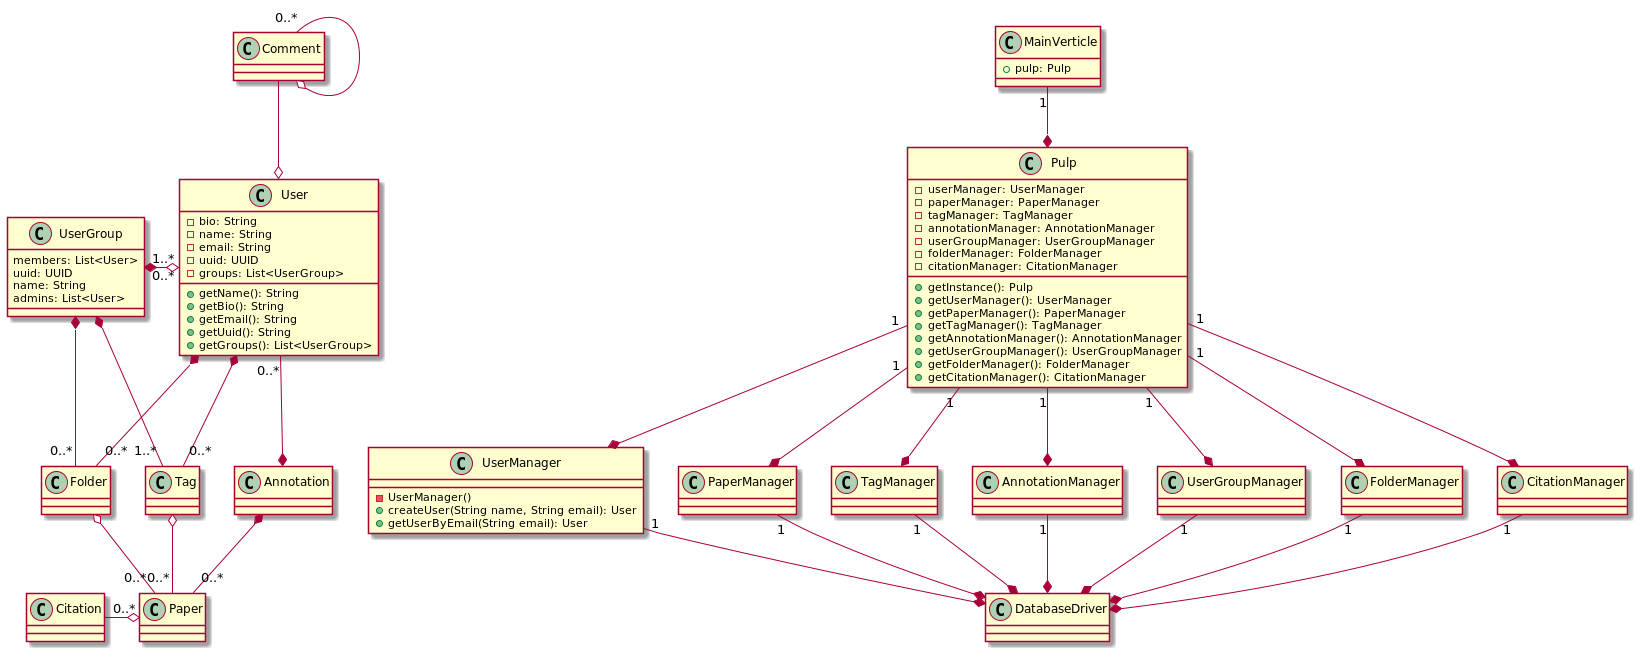 0..*
C Comment
C MainVerticle
pulp: Pulp
1
C Pulp
userManager: UserManager
paperManager: PaperManager
tagManager: TagManager
annotationManager: AnnotationManager
userGroupManager: UserGroupManager
folderManager: FolderManager
citationManager: CitationManager
getInstance(): Pulp
getUserManager(): UserManager
getPaperManager(): PaperManager
getTagManager(): TagManager
getAnnotationManager(): AnnotationManager
getUserGroupManager(): UserGroupManager
getFolderManager(): FolderManager
getCitationManager(): CitationManager
C User
bio: String
name: String
email: String
uuid: UUID
groups: List<UserGroup>
getName(): String
getBio(): String
getEmail(): String
getUuid(): String
getGroups(): List<UserGroup>
C UserGroup
members: List<User>
uuid: UUID
name: String
admins: List<User>
1..*
0..*
0..*
1
1
1
1
1
1
1
0..*
0..*
1..*
0..*
C Folder
C Tag
C Annotation
C UserManager
UserManager()
createUser(String name, String email): User
getUserByEmail(String email): User
C PaperManager
C TagManager
C AnnotationManager
C UserGroupManager
C FolderManager
C CitationManager
1
1
1
1
1
1
1
0..*
0..*
0..*
C Citation
0..*
C Paper
C DatabaseDriver